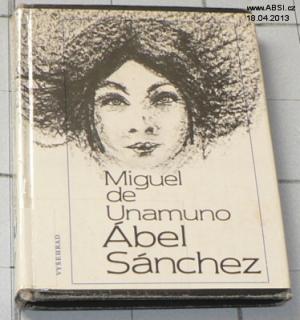 www.ABSI.cz
18.04.2013
Miguel
de
Unamuno
Ábel
Sánchez
VYŠEHRAD